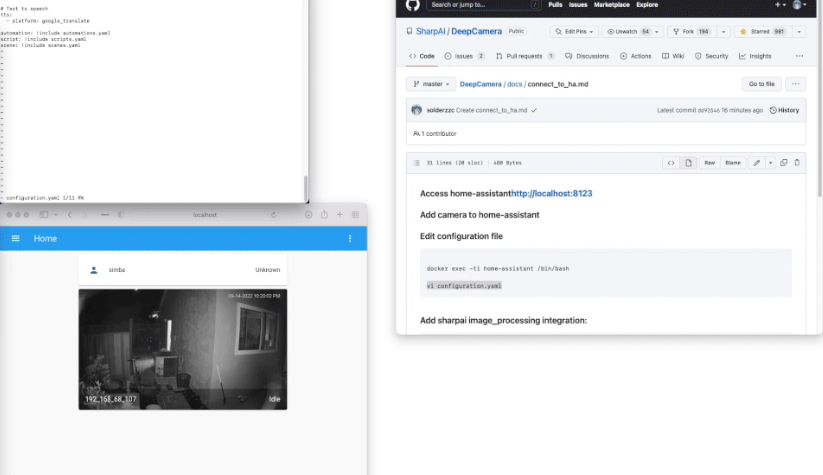 # Text to speech
tts:
- platform: google_translate
automation: !include automations.yaml
script: !include scripts.yaml
scene: !include scenes.yaml
configuration.yaml 1/11 9%
localhost
Home
simba Unknown
09-14-2022 10:20:02 PM
192_168_68_107 Idle
Search or jump to... /
Pulls Issues Marketplace Explore
SharpAI / DeepCamera Public
Edit Pins Unwatch 54 Fork 194 Starred 981
Code Issues 2 Pull requests 1 Discussions Actions Wiki Security Insights
master DeepCamera / docs / connect_to_ha.md Go to file
solderzzc Create connect_to_ha.md Latest commit 16 minutes ago History
1 contributor
31 lines (20 sloc) 480 Bytes Raw Blame
Access home-assistanthttp://localhost:8123
Add camera to home-assistant
Edit configuration file
docker exec -ti home-assistant /bin/bash
vi configuration.yaml
Add sharpai image_processing integration: